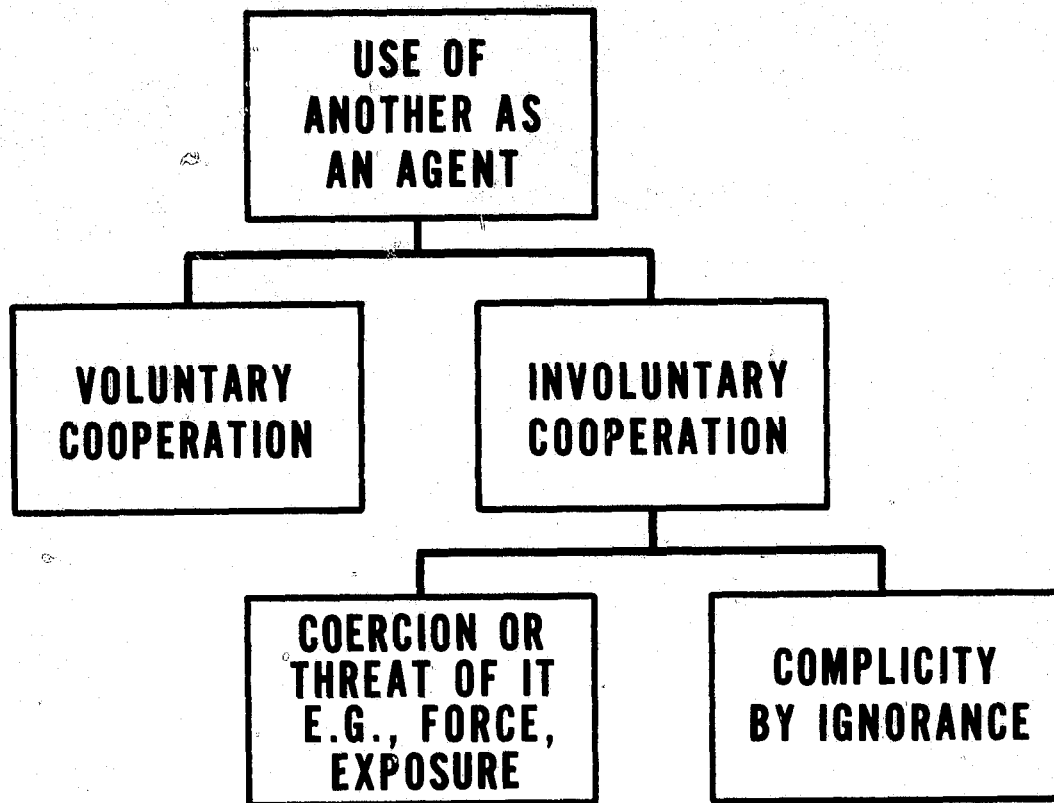 USE OF
ANOTHER AS
AN AGENT
VOLUNTARY
COOPERATION
INVOLUNTARY
COOPERATION
COERCION OR
THREAT OF IT
E.G., FORCE,
EXPOSURE
COMPLICITY
BY IGNORANCE